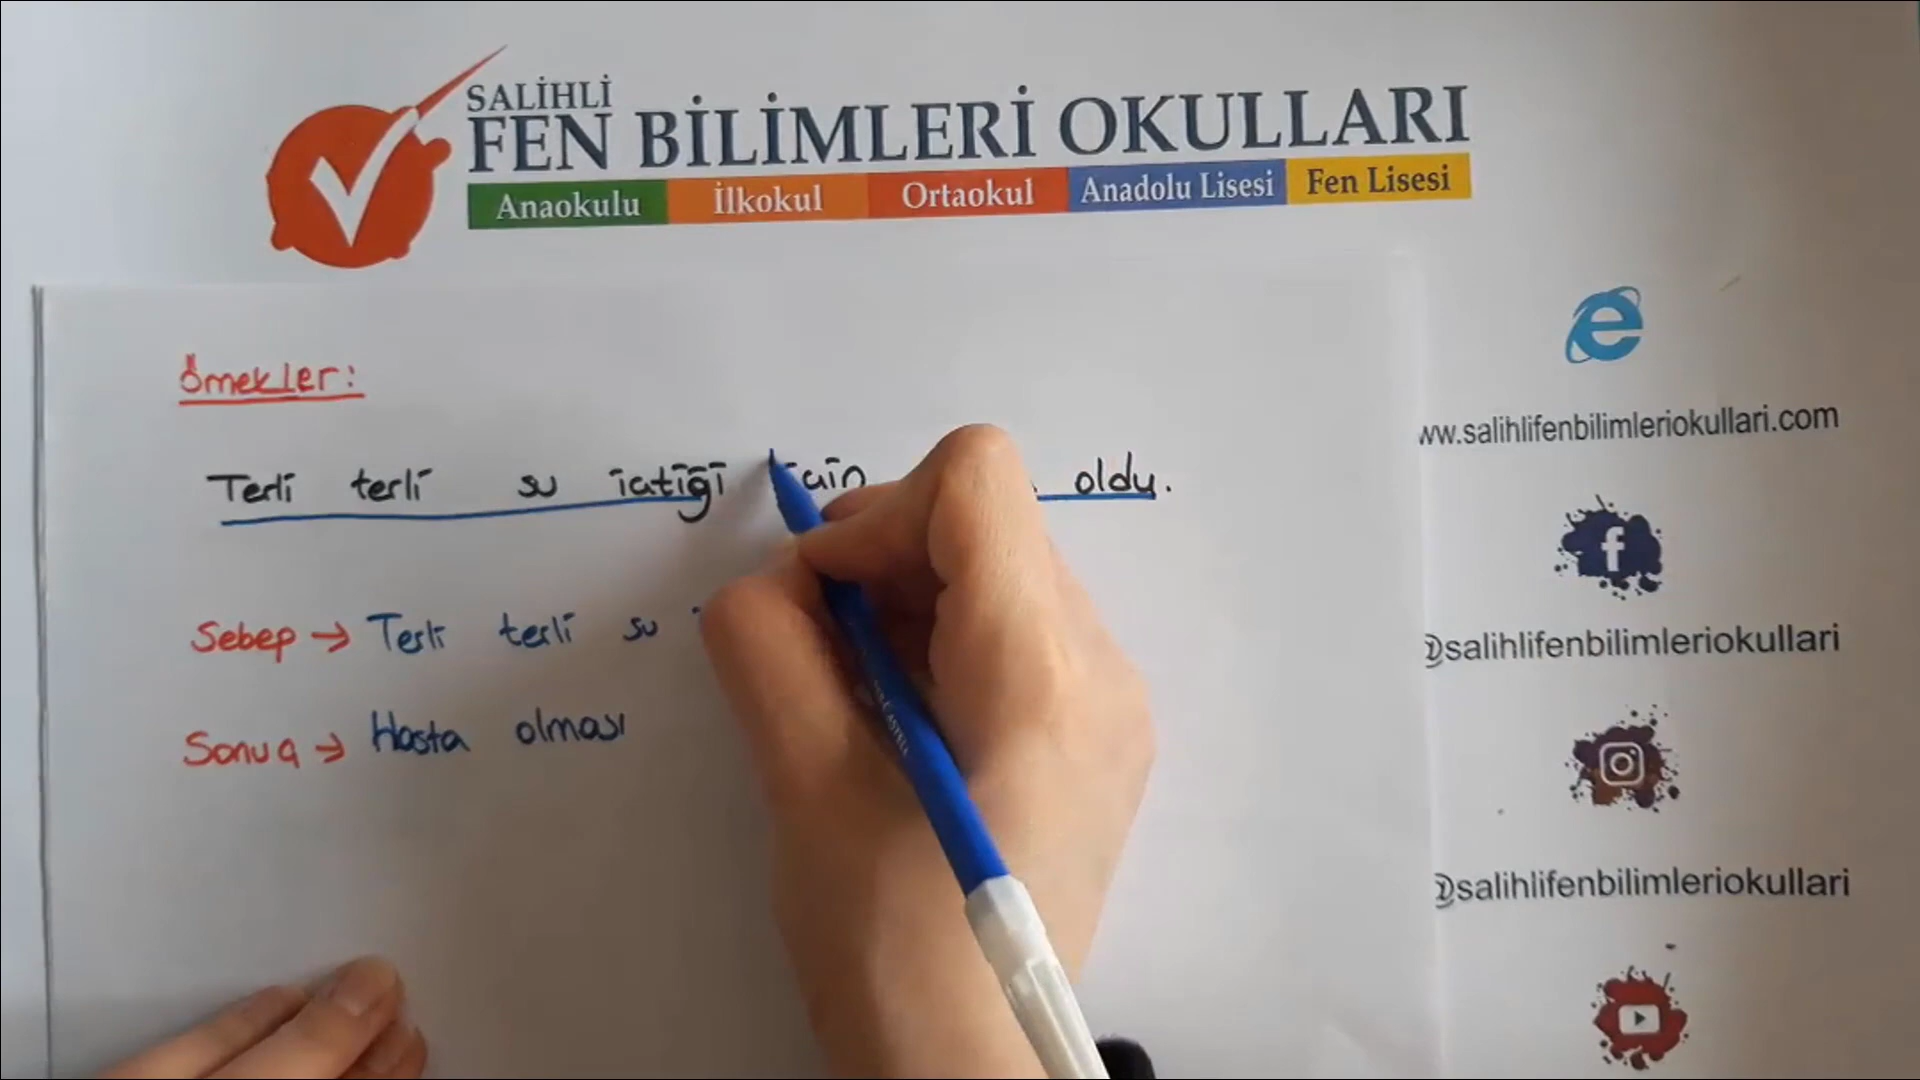 SALİHLİ
FEN BİLİMLERİ OKULLARI
Anaokulu İlkokul Ortaokul Anadolu Lisesi Fen Lisesi
Örnekler:
Terli terli su içtiği için oldu.
Sebep → Terli terli su
Sonuç → Hasta olması
ww.salihlifenbilimleriokullari.com
@salihlifenbilimleriokullari
@salihlifenbilimleriokullari